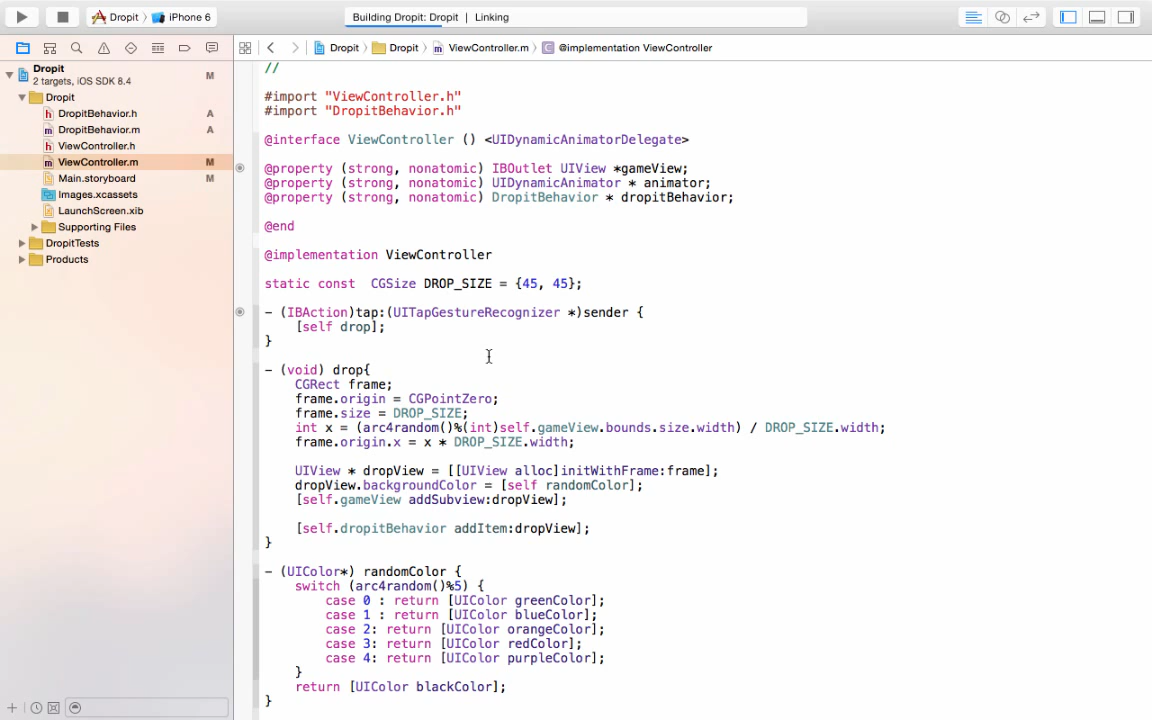 Dropit
iPhone 6
Building Dropit: Dropit | Linking
Dropit
Dropit
ViewController.m
@implementation ViewController
Dropit
M
2 targets, iOS SDK 8.4
Dropit
DropitBehavior.h
A
DropitBehavior.m
A
ViewController.h
ViewController.m
M
Main.storyboard
M
Images.xcassets
LaunchScreen.xib
Supporting Files
DropitTests
Products
//
#import "ViewController.h"
#import "DropitBehavior.h"
@interface ViewController () <UIDynamicAnimatorDelegate>
@property (strong, nonatomic) IBOutlet UIView *gameView;
@property (strong, nonatomic) UIDynamicAnimator * animator;
@property (strong, nonatomic) DropitBehavior * dropitBehavior;
@end
@implementation ViewController
static const  CGSize DROP_SIZE = {45, 45};
- (IBAction)tap:(UITapGestureRecognizer *)sender {
[self drop];
}
- (void) drop{
CGRect frame;
frame.origin = CGPointZero;
frame.size = DROP_SIZE;
int x = (arc4random()%(int)self.gameView.bounds.size.width) / DROP_SIZE.width;
frame.origin.x = x * DROP_SIZE.width;
UIView * dropView = [[UIView alloc]initWithFrame:frame];
dropView.backgroundColor = [self randomColor];
[self.gameView addSubview:dropView];
[self.dropitBehavior addItem:dropView];
}
- (UIColor*) randomColor {
switch (arc4random()%5) {
case 0 : return [UIColor greenColor];
case 1 : return [UIColor blueColor];
case 2: return [UIColor orangeColor];
case 3: return [UIColor redColor];
case 4: return [UIColor purpleColor];
}
return [UIColor blackColor];
}